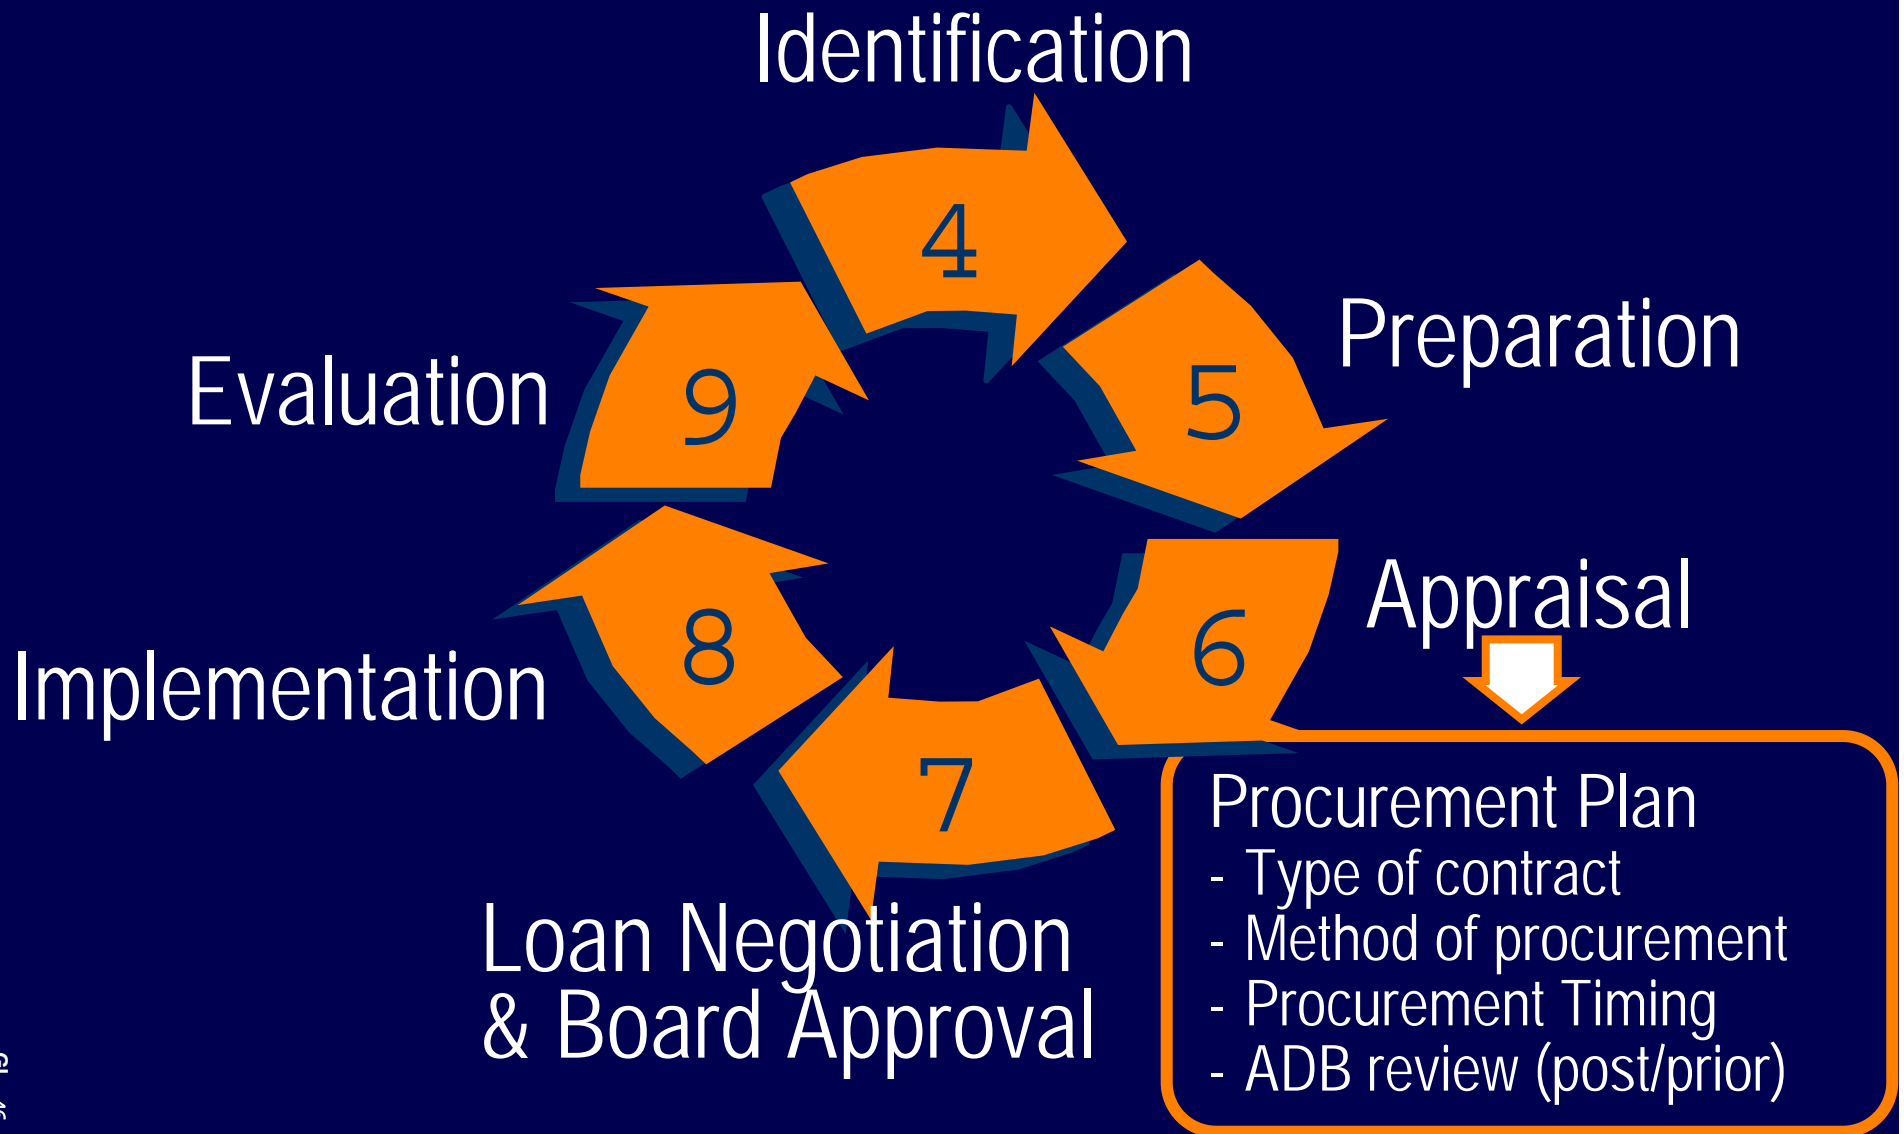 Identification
4
Preparation
5
Appraisal
6
Procurement Plan
- Type of contract
- Method of procurement
- Procurement Timing
- ADB review (post/prior)
7
Loan Negotiation
& Board Approval
8
Implementation
9
Evaluation